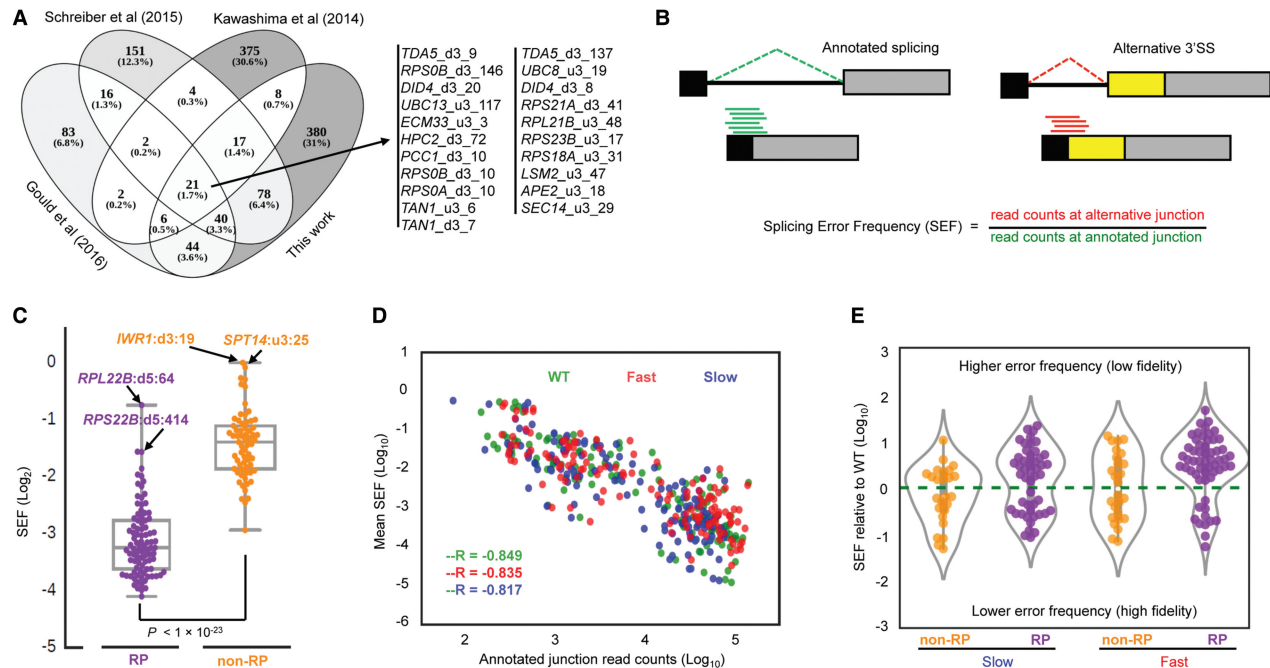 A
Schreiber et al (2015)
Kawashima et al (2014)
151
(12.3%)
375
(30.6%)
16
(1.3%)
4
(0.3%)
8
(0.7%)
83
(6.8%)
2
(0.2%)
17
(1.4%)
380
(31%)
2
(0.2%)
21
(1.7%)
78
(6.4%)
6
(0.5%)
40
(3.3%)
44
(3.6%)
Gould et al (2016)
This work
TDA5_d3_9
RPS0B_d3_146
DID4_d3_20
UBC13_u3_117
ECM33_u3_3
HPC2_d3_72
PCC1_d3_10
RPS0B_d3_10
RPS0A_d3_10
TAN1_u3_6
TAN1_d3_7
TDA5_d3_137
UBC8_u3_19
DID4_d3_8
RPS21A_d3_41
RPL21B_u3_48
RPS23B_u3_17
RPS18A_u3_31
LSM2_u3_47
APE2_u3_18
SEC14_u3_29
B
Annotated splicing
Alternative 3'SS
Splicing Error Frequency (SEF) =
read counts at alternative junction
read counts at annotated junction
C
SEF (Log2)
0
-1
-2
-3
-4
-5
IWR1:d3:19
SPT14:u3:25
RPL22B:d5:64
RPS22B:d5:414
P < 1 × 10-23
RP
non-RP
D
Mean SEF (Log10)
1
0
-1
-2
-3
-4
-5
-6
WT
Fast
Slow
--R = -0.849
--R = -0.835
--R = -0.817
2
3
4
5
Annotated junction read counts (Log10)
E
SEF relative to WT (Log10)
3
2
1
0
-1
-2
-3
Higher error frequency (low fidelity)
Lower error frequency (high fidelity)
non-RP
RP
non-RP
RP
Slow
Fast